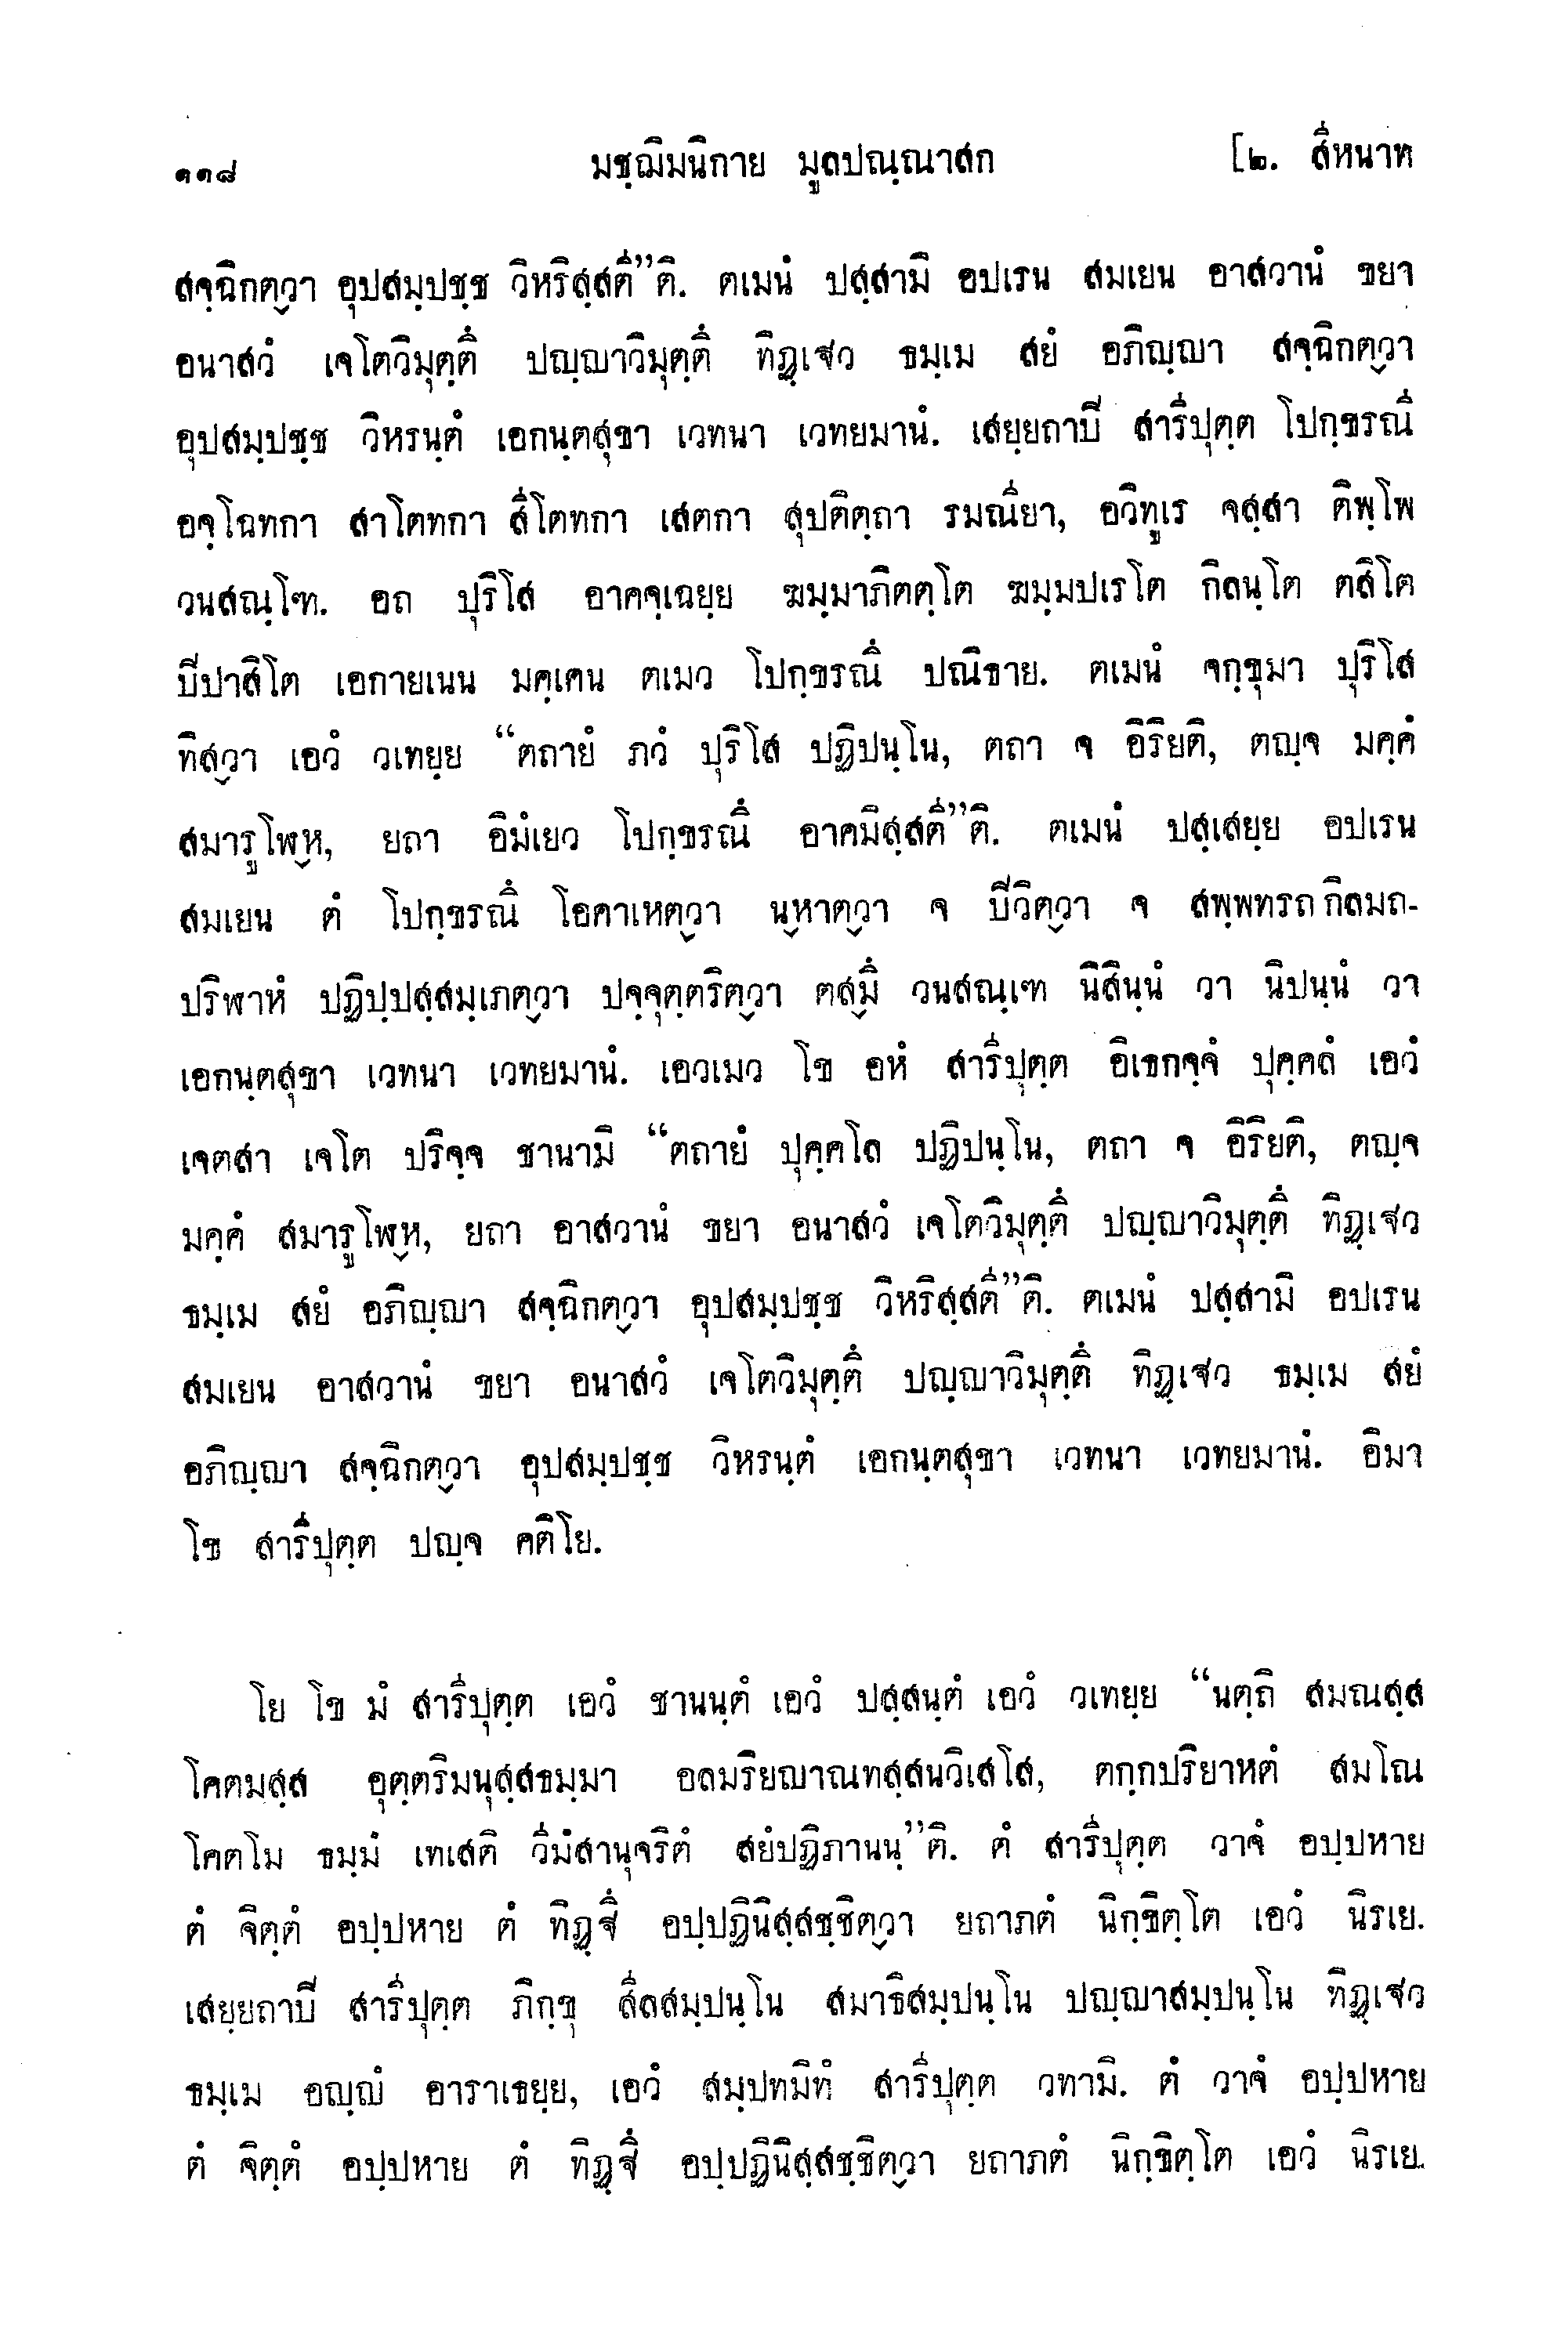 ๑๑๘ มชฺฌิมนิกาย มูลปณฺณาสก [๒. สีหนาท
สจฺฉิกตฺวา อุปสมฺปชฺช วิหริสฺสตี”ติ. ตเมนํ ปสฺสามิ อปเรน สมเยน อาสวานํ ขยา
อนาสวํ เจโตวิมุตฺตึ ปญฺญาวิมุตฺตึ ทิฏฺเฐว ธมฺเม สยํ อภิญฺญา สจฺฉิกตฺวา
อุปสมฺปชฺช วิหรนฺตํ เอกนฺตสุขา เวทนา เวทยมานํ. เสยฺยถาปิ สาริปุตฺต โปกฺขรณี
อจฺโฉทกา สาโตทกา สีโตทกา เสตกา สุปติตฺถา รมณียา, อวิทูเร จสฺสา ติพฺโพ
วนสณฺโฑ. อถ ปุริโส อาคจฺเฉยฺย ฆมฺมาภิตตฺโต ฆมฺมปเรโต กิลนฺโต ตสิโต
ปิปาสิโต เอกายเนน มคฺเคน ตเมว โปกฺขรณึ ปณิธาย. ตเมนํ จกฺขุมา ปุริโส
ทิสฺวา เอวํ วเทยฺย “ตถายํ ภวํ ปุริโส ปฏิปนฺโน, ตถา จ อิริยติ, ตญฺจ มคฺคํ
สมารูโฬฺห, ยถา อิมํเยว โปกฺขรณึ อาคมิสฺสตี”ติ. ตเมนํ ปสฺเสยฺย อปเรน
สมเยน ตํ โปกฺขรณึ โอคาเหตฺวา นฺหาตฺวา จ ปิวิตฺวา จ สพฺพทรถกิลมถ-
ปริฬาหํ ปฏิปฺปสฺสมฺเภตฺวา ปจฺจุตฺตริตฺวา ตสฺมึ วนสณฺเฑ นิสินฺนํ วา นิปนฺนํ วา
เอกนฺตสุขา เวทนา เวทยมานํ. เอวเมว โข อหํ สาริปุตฺต อิเธกจฺจํ ปุคฺคลํ เอวํ
เจตสา เจโต ปริจฺจ ชานามิ “ตถายํ ปุคฺคโล ปฏิปนฺโน, ตถา จ อิริยติ, ตญฺจ
มคฺคํ สมารูโฬฺห, ยถา อาสวานํ ขยา อนาสวํ เจโตวิมุตฺตึ ปญฺญาวิมุตฺตึ ทิฏฺเฐว
ธมฺเม สยํ อภิญฺญา สจฺฉิกตฺวา อุปสมฺปชฺช วิหริสฺสตี”ติ. ตเมนํ ปสฺสามิ อปเรน
สมเยน อาสวานํ ขยา อนาสวํ เจโตวิมุตฺตึ ปญฺญาวิมุตฺตึ ทิฏฺเฐว ธมฺเม สยํ
อภิญฺญา สจฺฉิกตฺวา อุปสมฺปชฺช วิหรนฺตํ เอกนฺตสุขา เวทนา เวทยมานํ. อิมา
โข สาริปุตฺต ปญฺจ คติโย.
โย โข มํ สาริปุตฺต เอวํ ชานนฺตํ เอวํ ปสฺสนฺตํ เอวํ วเทยฺย “นตฺถิ สมณสฺส
โคตมสฺส อุตฺตริมนุสฺสธมฺมา อลมริยญาณทสฺสนวิเสโส, ตกฺกปริยาหตํ สมโณ
โคตโม ธมฺมํ เทเสติ วีมํสานุจริตํ สยํปฏิภานนฺ”ติ. ตํ สาริปุตฺต วาจํ อปฺปหาย
ตํ จิตฺตํ อปฺปหาย ตํ ทิฏฺฐึ อปฺปฏินิสฺสชฺชิตฺวา ยถาภตํ นิกฺขิตฺโต เอวํ นิรเย.
เสยฺยถาปิ สาริปุตฺต ภิกฺขุ สีลสมฺปนฺโน สมาธิสมฺปนฺโน ปญฺญาสมฺปนฺโน ทิฏฺเฐว
ธมฺเม อญฺญํ อาราเธยฺย, เอวํ สมฺปทมิทํ สาริปุตฺต วทามิ. ตํ วาจํ อปฺปหาย
ตํ จิตฺตํ อปฺปหาย ตํ ทิฏฺฐึ อปฺปฏินิสฺสชฺชิตฺวา ยถาภตํ นิกฺขิตฺโต เอวํ นิรเย.